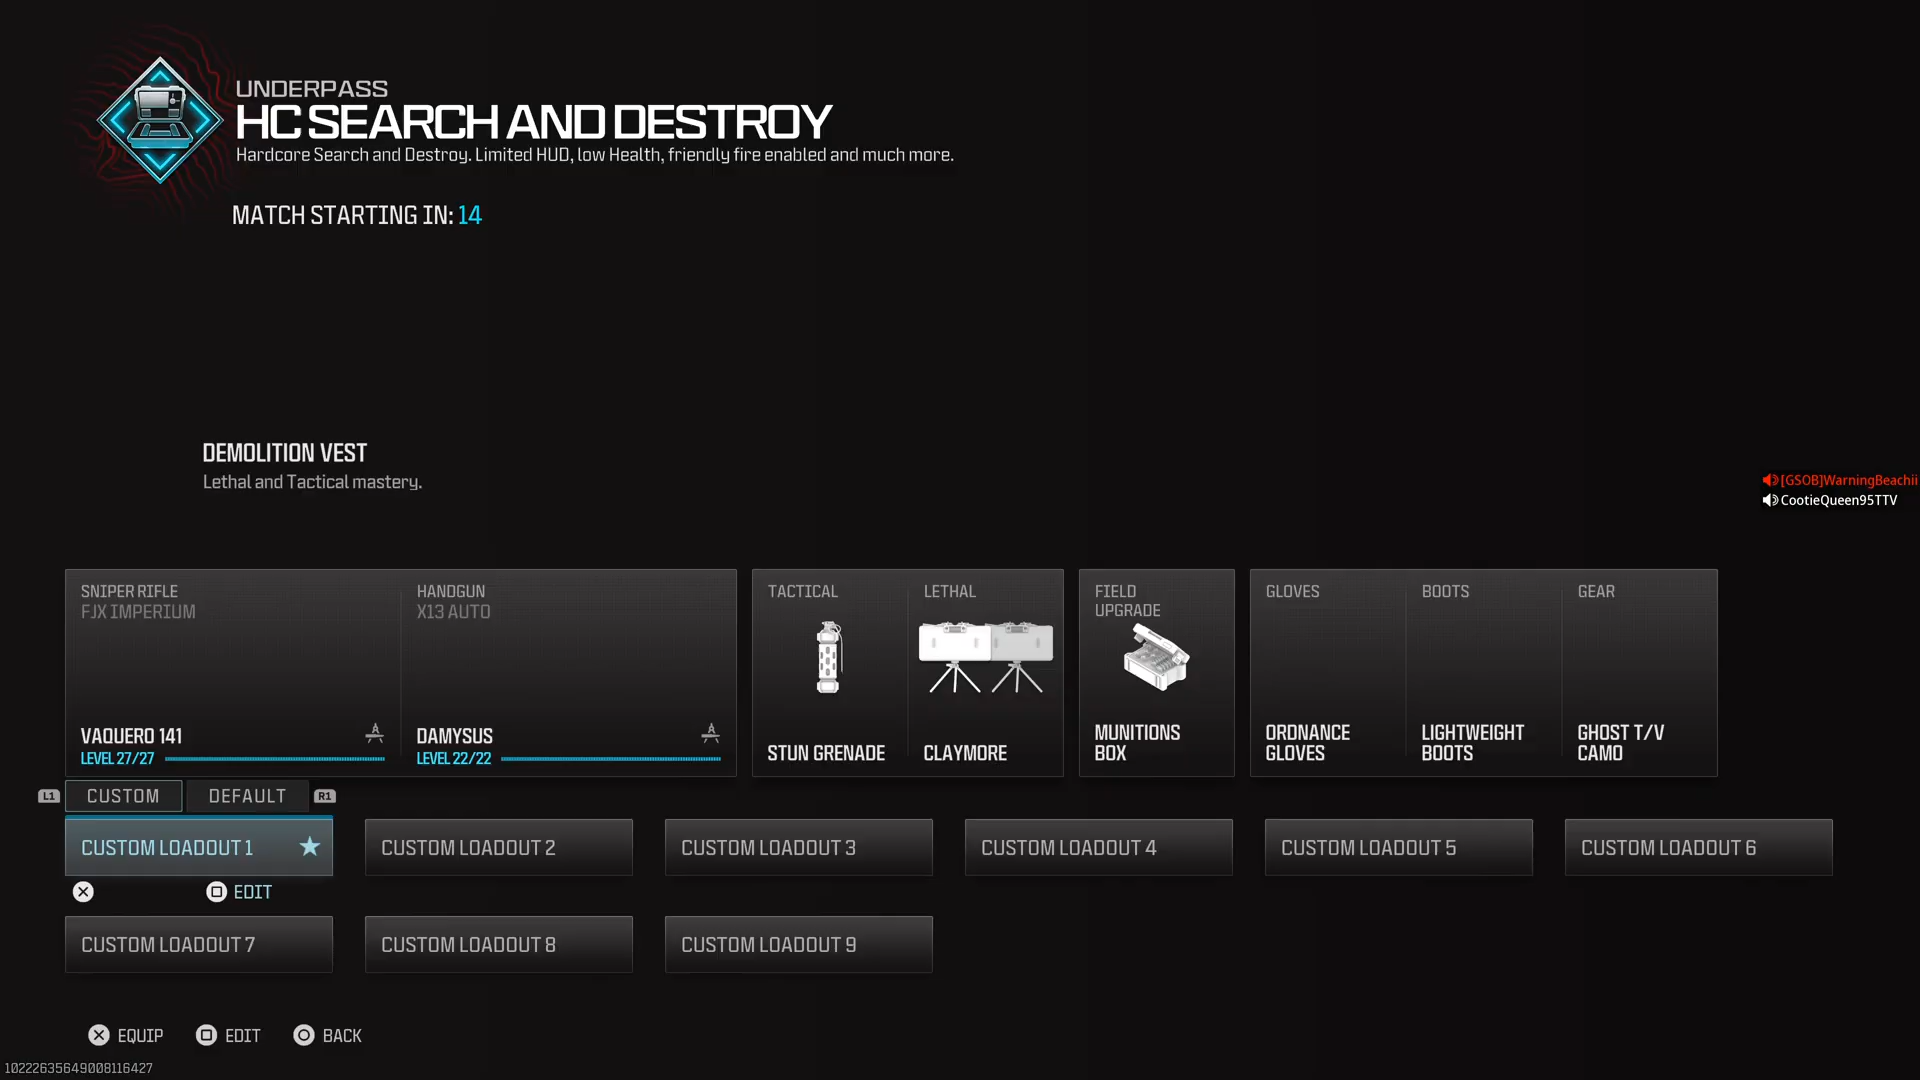 UNDERPASS
HC SEARCH AND DESTROY
Hardcore Search and Destroy. Limited HUD, low Health, friendly fire enabled and much more.
MATCH STARTING IN: 14
DEMOLITION VEST
Lethal and Tactical mastery.
[GSOB]WarningBeachii
CootieQueen95TTV
SNIPER RIFLE
FJX IMPERIUM
VAQUERO 141
LEVEL 27/27
HANDGUN
X13 AUTO
DAMYSUS
LEVEL 22/22
TACTICAL
STUN GRENADE
LETHAL
CLAYMORE
FIELD
UPGRADE
MUNITIONS
BOX
GLOVES
ORDNANCE
GLOVES
BOOTS
LIGHTWEIGHT
BOOTS
GEAR
GHOST T/V
CAMO
L1 CUSTOM DEFAULT R1
CUSTOM LOADOUT 1
CUSTOM LOADOUT 2
CUSTOM LOADOUT 3
CUSTOM LOADOUT 4
CUSTOM LOADOUT 5
CUSTOM LOADOUT 6
EDIT
CUSTOM LOADOUT 7
CUSTOM LOADOUT 8
CUSTOM LOADOUT 9
EQUIP EDIT BACK
10222635649008116427